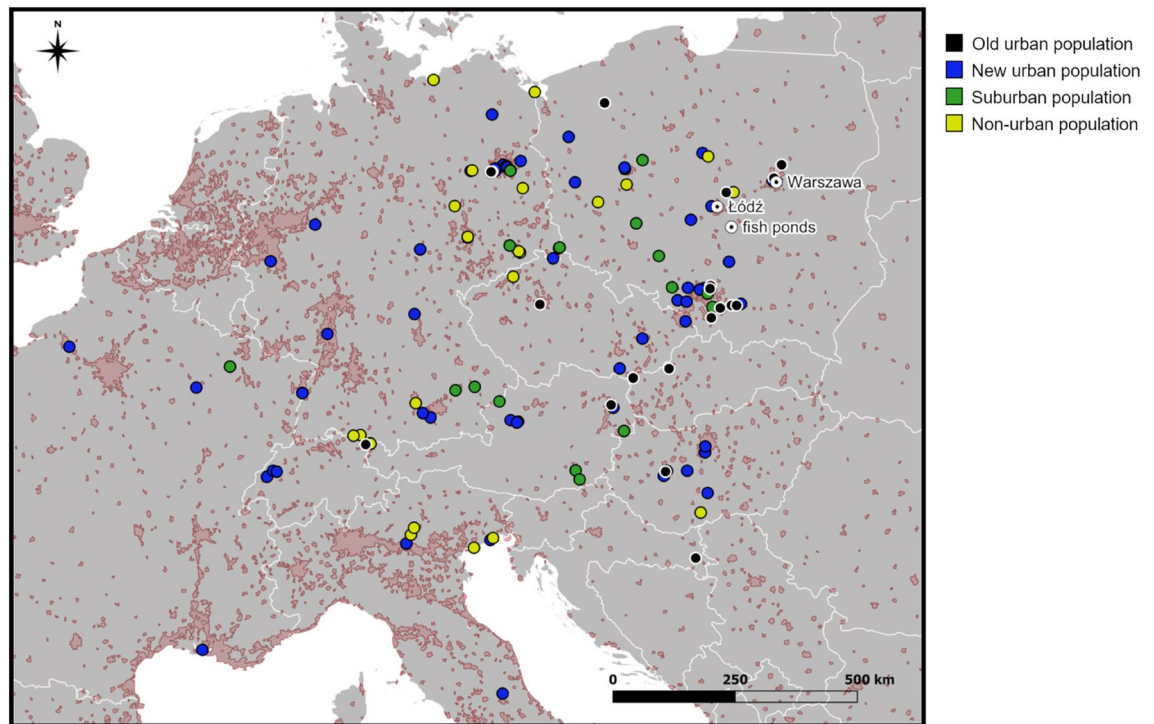 N
Old urban population
New urban population
Suburban population
Non-urban population
Warszawa
Łódź
fish ponds
0 250 500 km